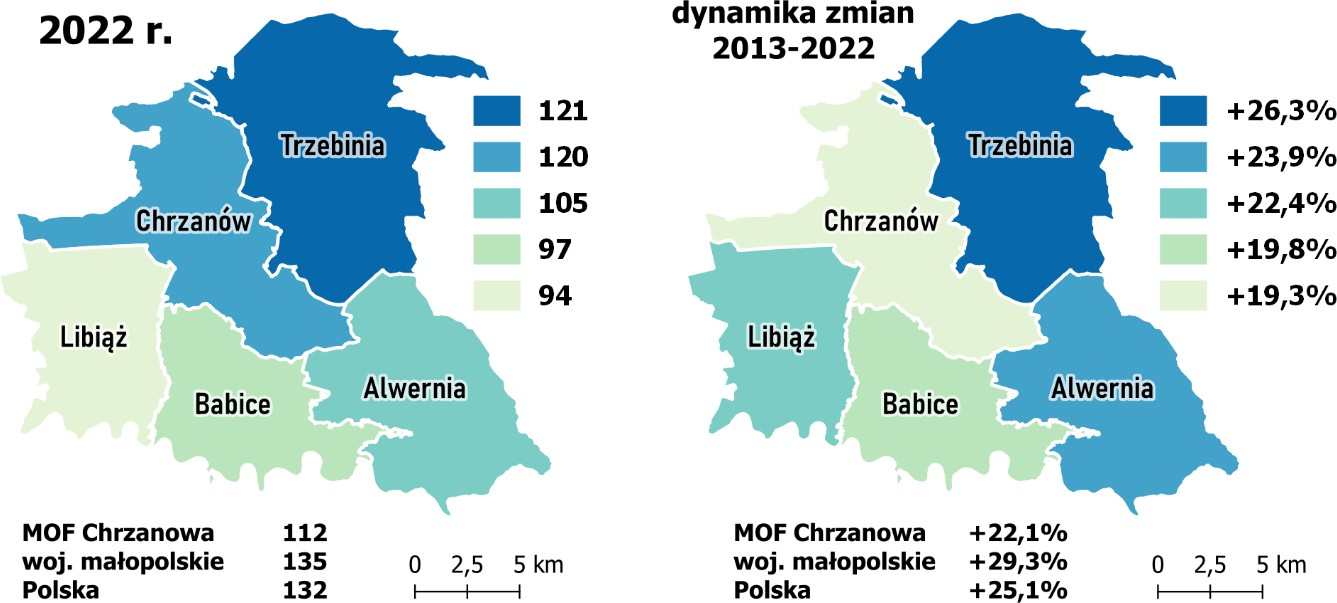 2022 r.
121
120
105
97
94
Trzebinia
Chrzanów
Libiąż
Babice
Alwernia
MOF Chrzanowa 112
woj. małopolskie 135
Polska 132
0 2,5 5 km
dynamika zmian
2013-2022
+26,3%
+23,9%
+22,4%
+19,8%
+19,3%
Trzebinia
Chrzanów
Libiąż
Babice
Alwernia
MOF Chrzanowa +22,1%
woj. małopolskie +29,3%
Polska +25,1%
0 2,5 5 km